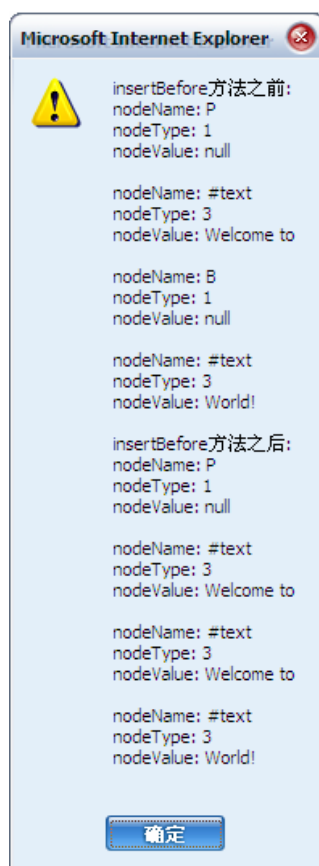 Microsoft Internet Explorer
insertBefore方法之前:
nodeName: P
nodeType: 1
nodeValue: null
nodeName: #text
nodeType: 3
nodeValue: Welcome to
nodeName: B
nodeType: 1
nodeValue: null
nodeName: #text
nodeType: 3
nodeValue: World!
insertBefore方法之后:
nodeName: P
nodeType: 1
nodeValue: null
nodeName: #text
nodeType: 3
nodeValue: Welcome to
nodeName: #text
nodeType: 3
nodeValue: Welcome to
nodeName: #text
nodeType: 3
nodeValue: World!
确定